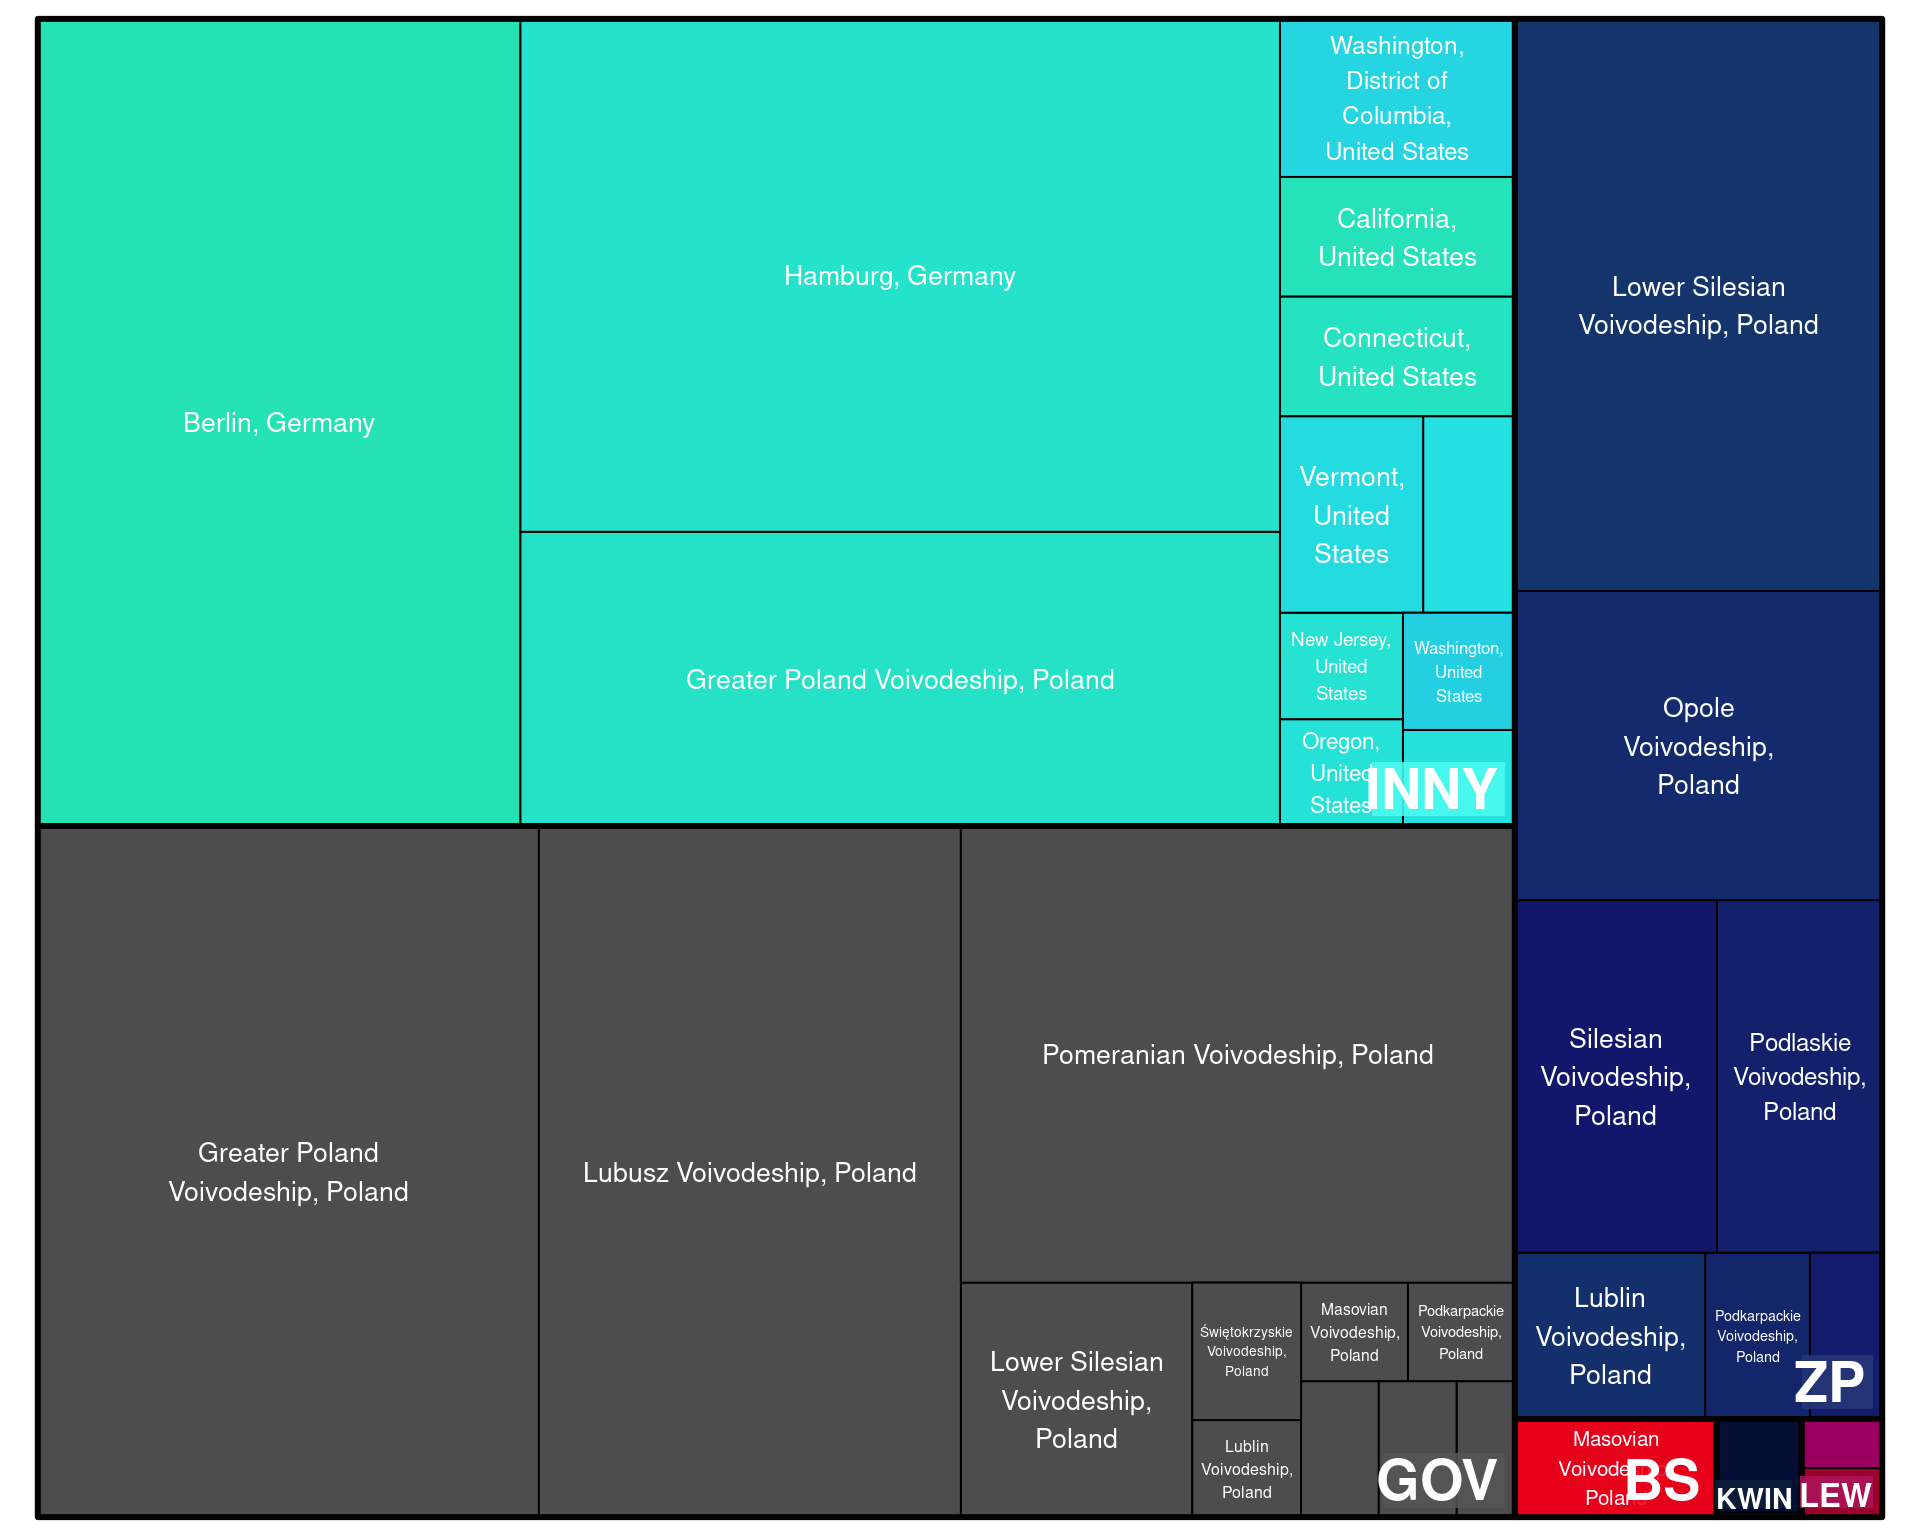 Berlin, Germany
Hamburg, Germany
Greater Poland Voivodeship, Poland
Washington,
District of
Columbia,
United States
California,
United States
Connecticut,
United States
Vermont,
United
States
New Jersey,
United
States
Washington,
United
States
Oregon,
United
States
INNY
Greater Poland
Voivodeship, Poland
Lubusz Voivodeship, Poland
Pomeranian Voivodeship, Poland
Lower Silesian
Voivodeship,
Poland
Świętokrzyskie
Voivodeship,
Poland
Lublin
Voivodeship,
Poland
Masovian
Voivodeship,
Poland
Podkarpackie
Voivodeship,
Poland
GOV
Lower Silesian
Voivodeship, Poland
Opole
Voivodeship,
Poland
Silesian
Voivodeship,
Poland
Podlaskie
Voivodeship,
Poland
Lublin
Voivodeship,
Poland
Podkarpackie
Voivodeship,
Poland
ZP
Masovian
Voivodeship,
Poland
BS
KWIN
LEW